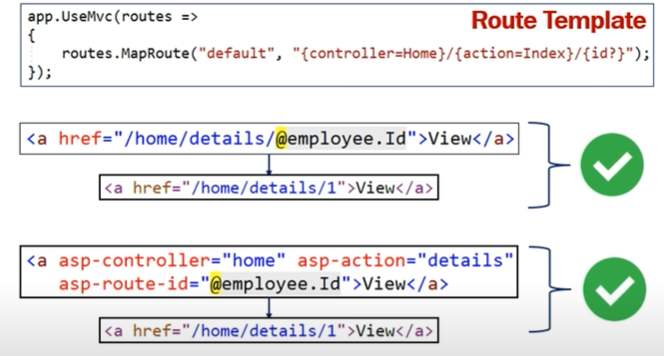 app.UseMvc(routes =>
Route Template
{
routes.MapRoute("default", "{controller=Home}/{action=Index}/{id?}");
});
<a href="/home/details/@employee.Id">View</a>
<a href="/home/details/1">View</a>
<a asp-controller="home" asp-action="details"
asp-route-id="@employee.Id">View</a>
<a href="/home/details/1">View</a>